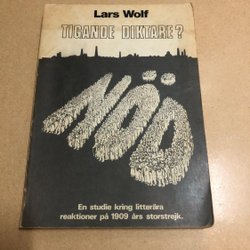 Lars Wolf
TIGANDE DIKTARE?
NÖD
En studie kring litterära
reaktioner på 1909 års storstrejk.